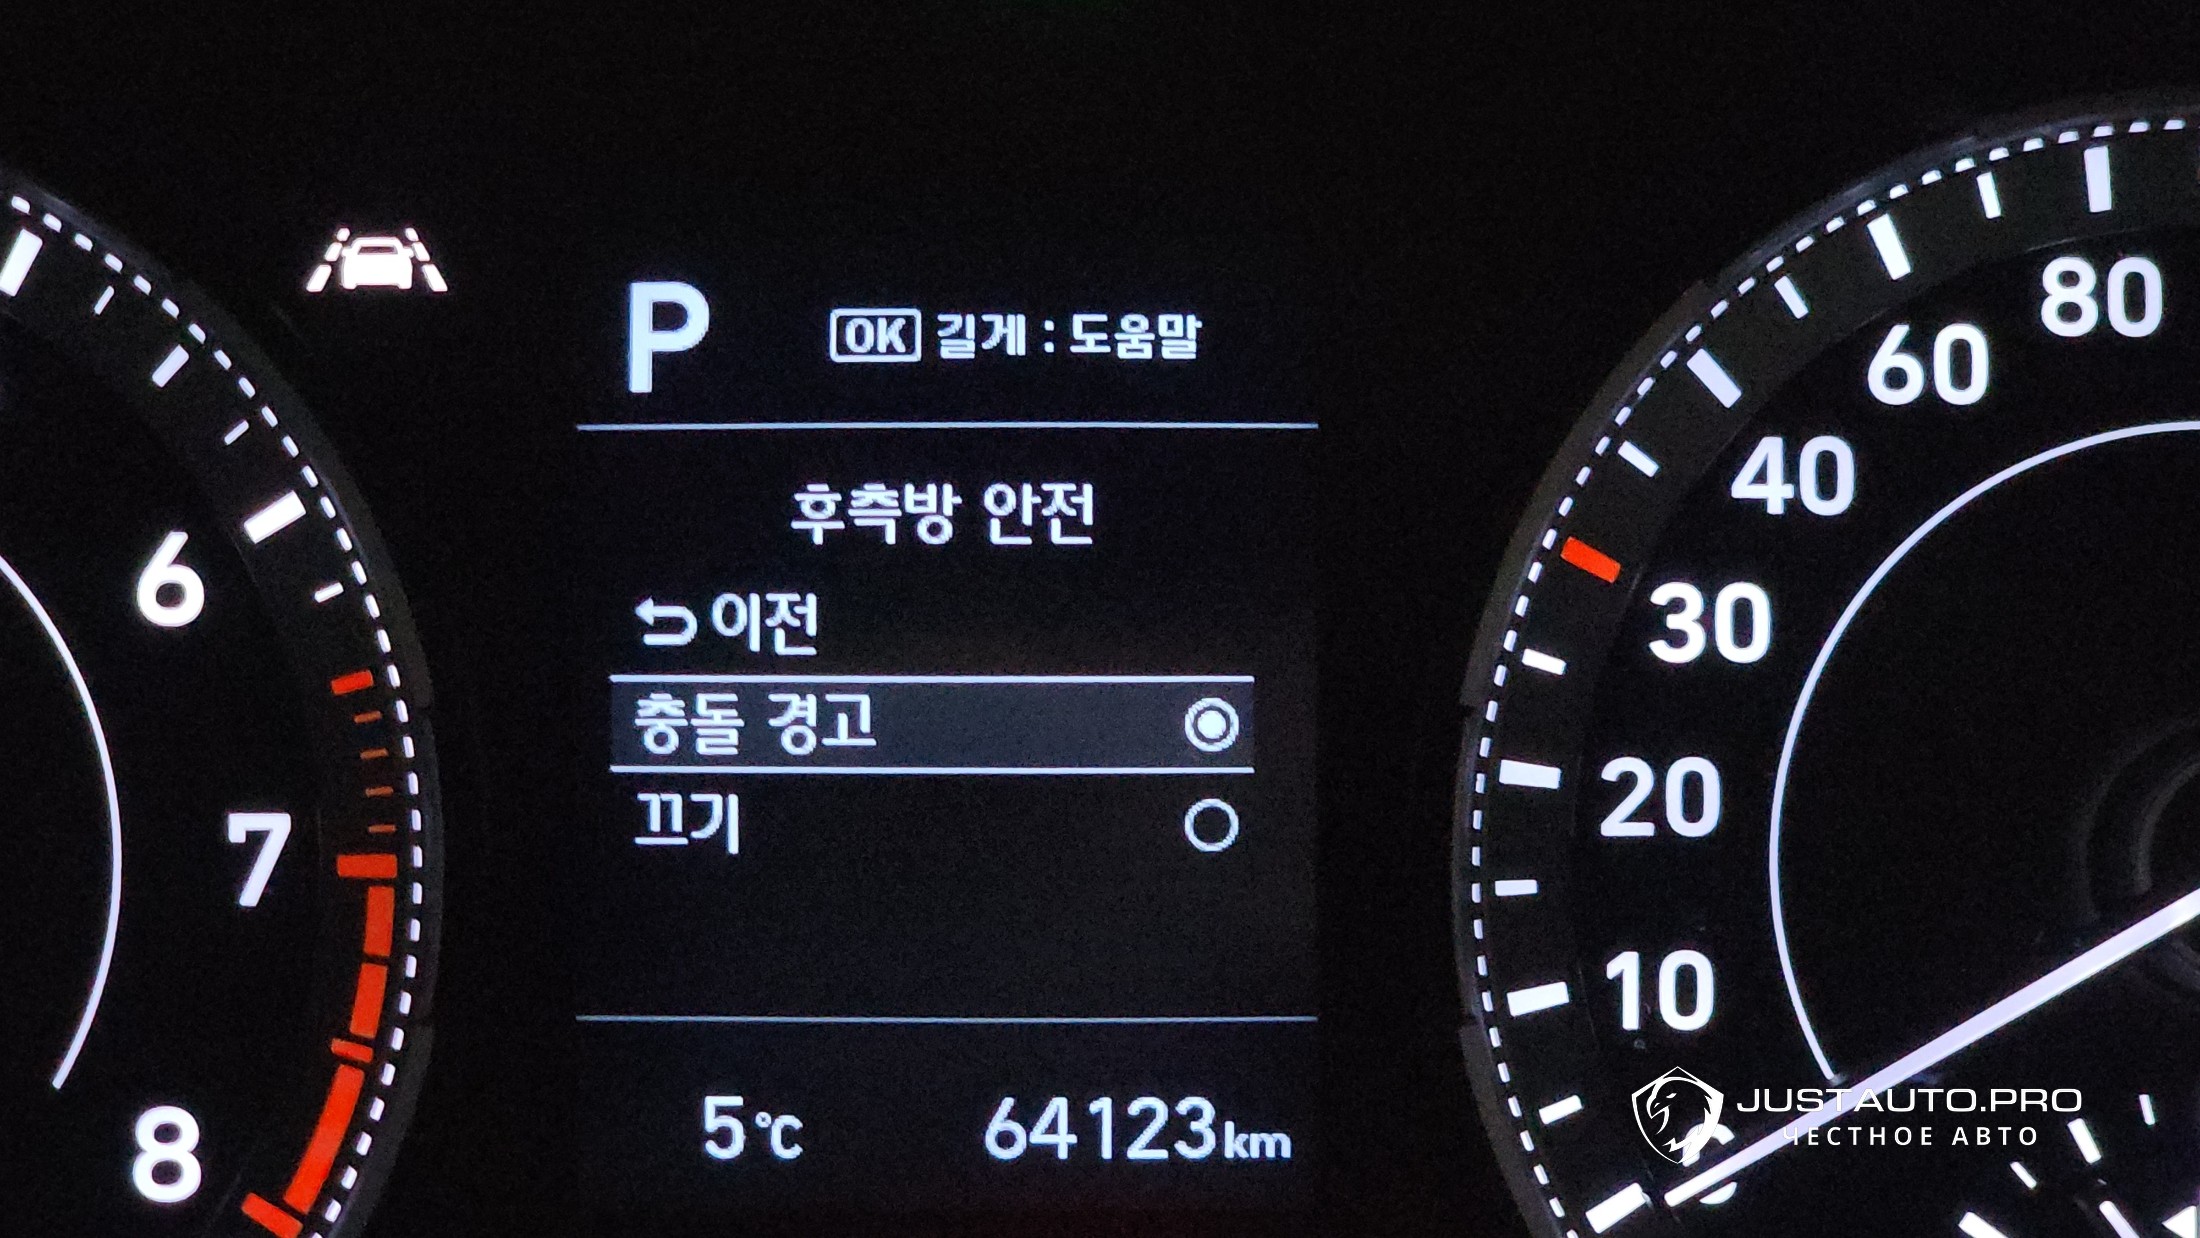 P
OK 길게 : 도움말
후측방 안전
이전
충돌 경고
끄기
5℃ 64123km
6
7
8
80
60
40
30
20
10
JUSTAUTO.PRO
ЧЕСТНОЕ АВТО